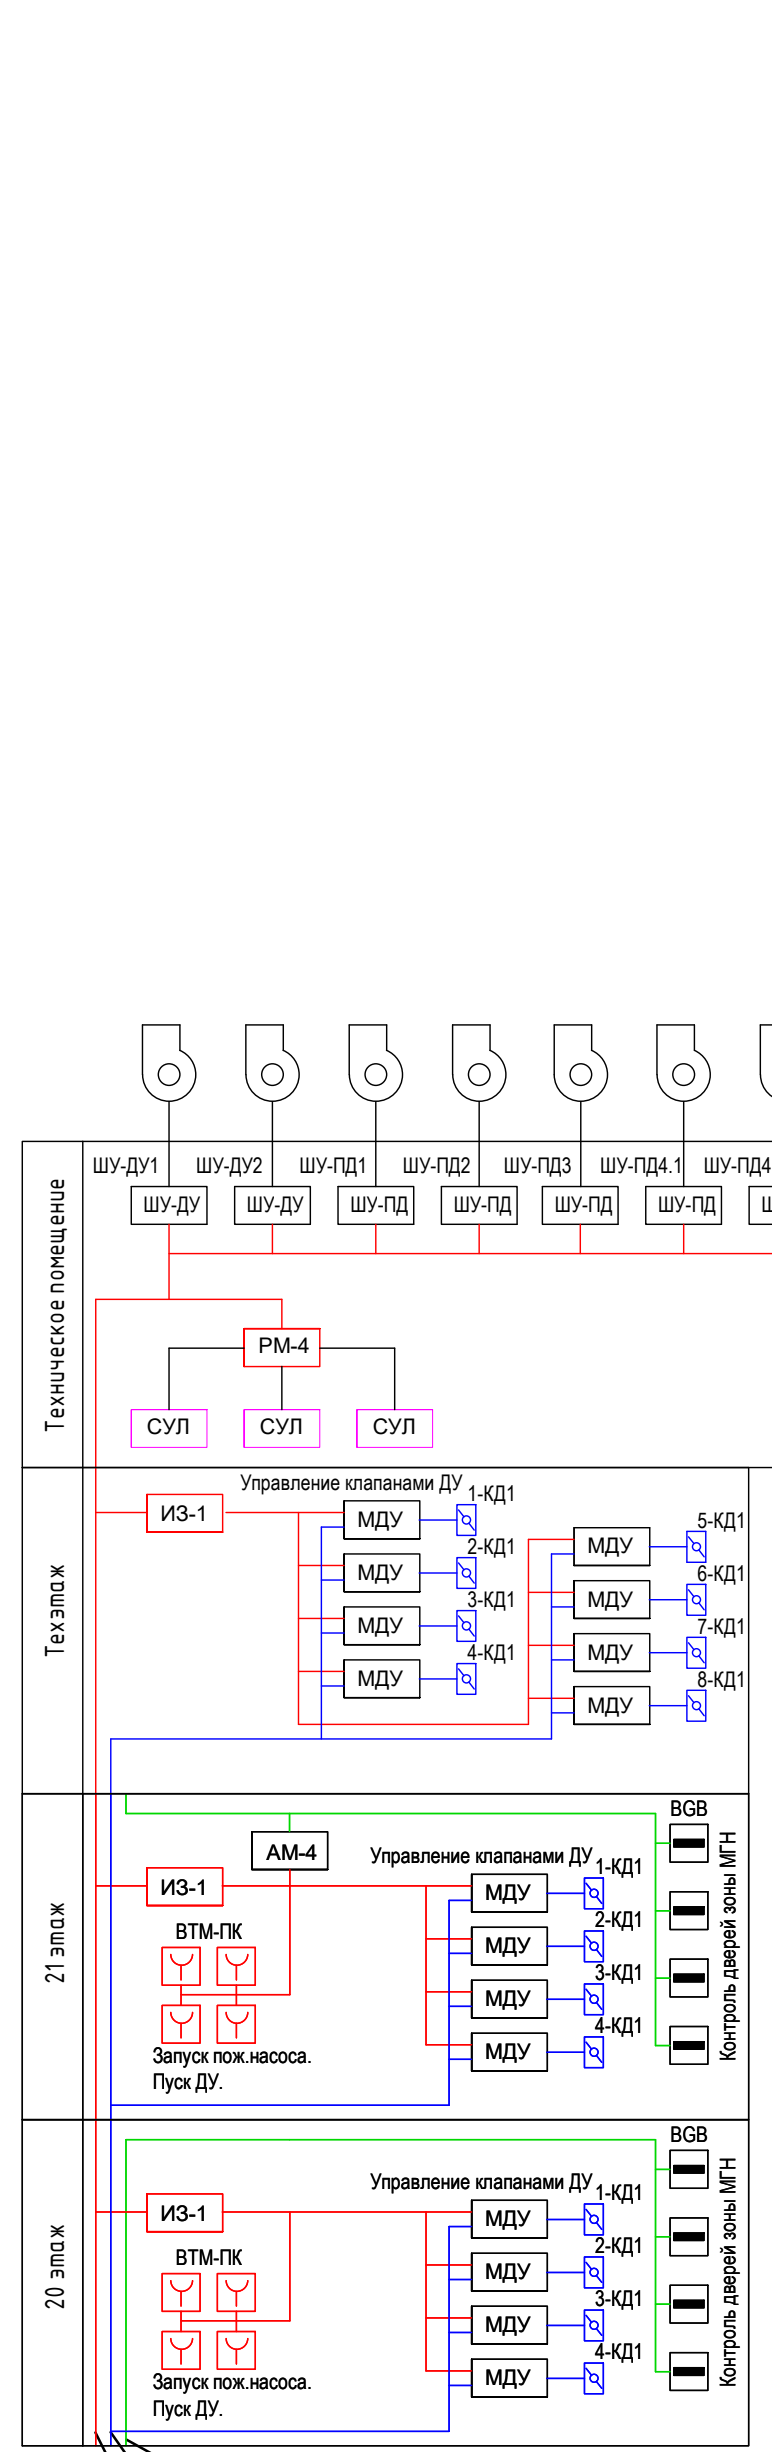 ШУ-ДУ1 ШУ-ДУ2 ШУ-ПД1 ШУ-ПД2 ШУ-ПД3 ШУ-ПД4.1 ШУ-ПД4
ШУ-ДУ ШУ-ДУ ШУ-ПД ШУ-ПД ШУ-ПД ШУ-ПД
Техническое помещение
РМ-4
СУЛ СУЛ СУЛ
Техэтаж
Управление клапанами ДУ
ИЗ-1
МДУ 1-КД1
МДУ 2-КД1
МДУ 3-КД1
МДУ 4-КД1
МДУ 5-КД1
МДУ 6-КД1
МДУ 7-КД1
МДУ 8-КД1
21 этаж
BGB
АМ-4
Управление клапанами ДУ
ИЗ-1
МДУ 1-КД1
МДУ 2-КД1
МДУ 3-КД1
МДУ 4-КД1
ВТМ-ПК
Запуск пож.насоса.
Пуск ДУ.
Контроль дверей зоны МГН
20 этаж
BGB
Управление клапанами ДУ
ИЗ-1
МДУ 1-КД1
МДУ 2-КД1
МДУ 3-КД1
МДУ 4-КД1
ВТМ-ПК
Запуск пож.насоса.
Пуск ДУ.
Контроль дверей зоны МГН